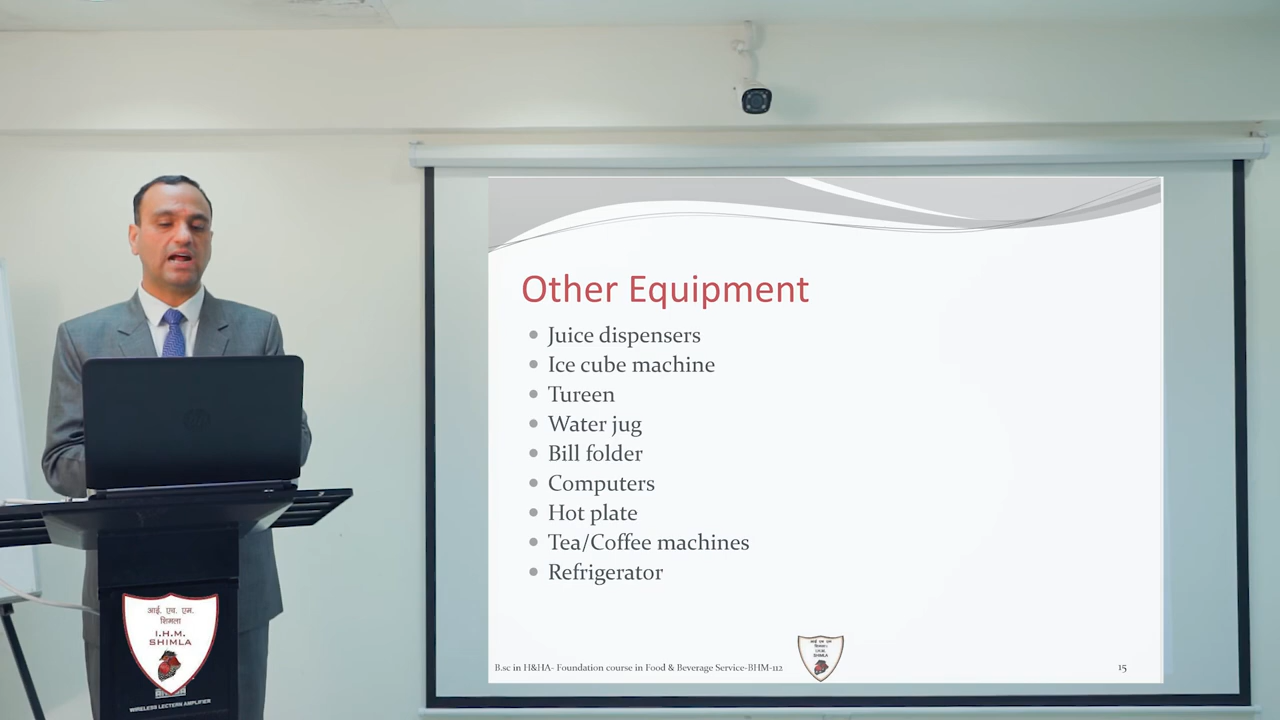 Other Equipment
Juice dispensers
Ice cube machine
Tureen
Water jug
Bill folder
Computers
Hot plate
Tea/Coffee machines
Refrigerator
B.sc in H&HA- Foundation course in Food & Beverage Service-BHM-112
I.H.M.
SHIMLA
15
आई. एच. एम.
शिमला
I.H.M.
SHIMLA
WIRELESS LECTERN AMPLIFIER